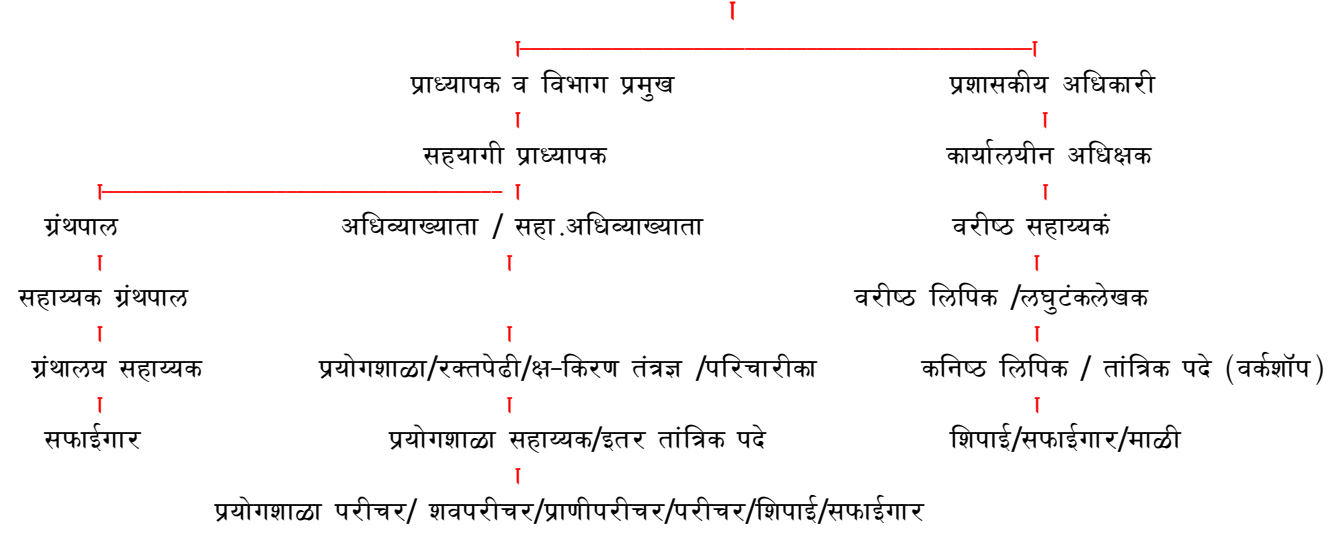 प्राध्यापक व विभाग प्रमुख प्रशासकीय अधिकारी
सहयागी प्राध्यापक कार्यालयीन अधिक्षक
ग्रंथपाल अधिव्याख्याता / सहा.अधिव्याख्याता वरीष्ठ सहाय्यकं
सहाय्यक ग्रंथपाल वरीष्ठ लिपिक /लघुटंकलेखक
ग्रंथालय सहाय्यक प्रयोगशाळा/रक्तपेढी/क्ष-किरण तंत्रज्ञ /परिचारीका कनिष्ठ लिपिक / तांत्रिक पदे (वर्कशॉप)
सफाईगार प्रयोगशाळा सहाय्यक/इतर तांत्रिक पदे शिपाई/सफाईगार/माळी
प्रयोगशाळा परीचर/ शवपरीचर/प्राणीपरीचर/परीचर/शिपाई/सफाईगार